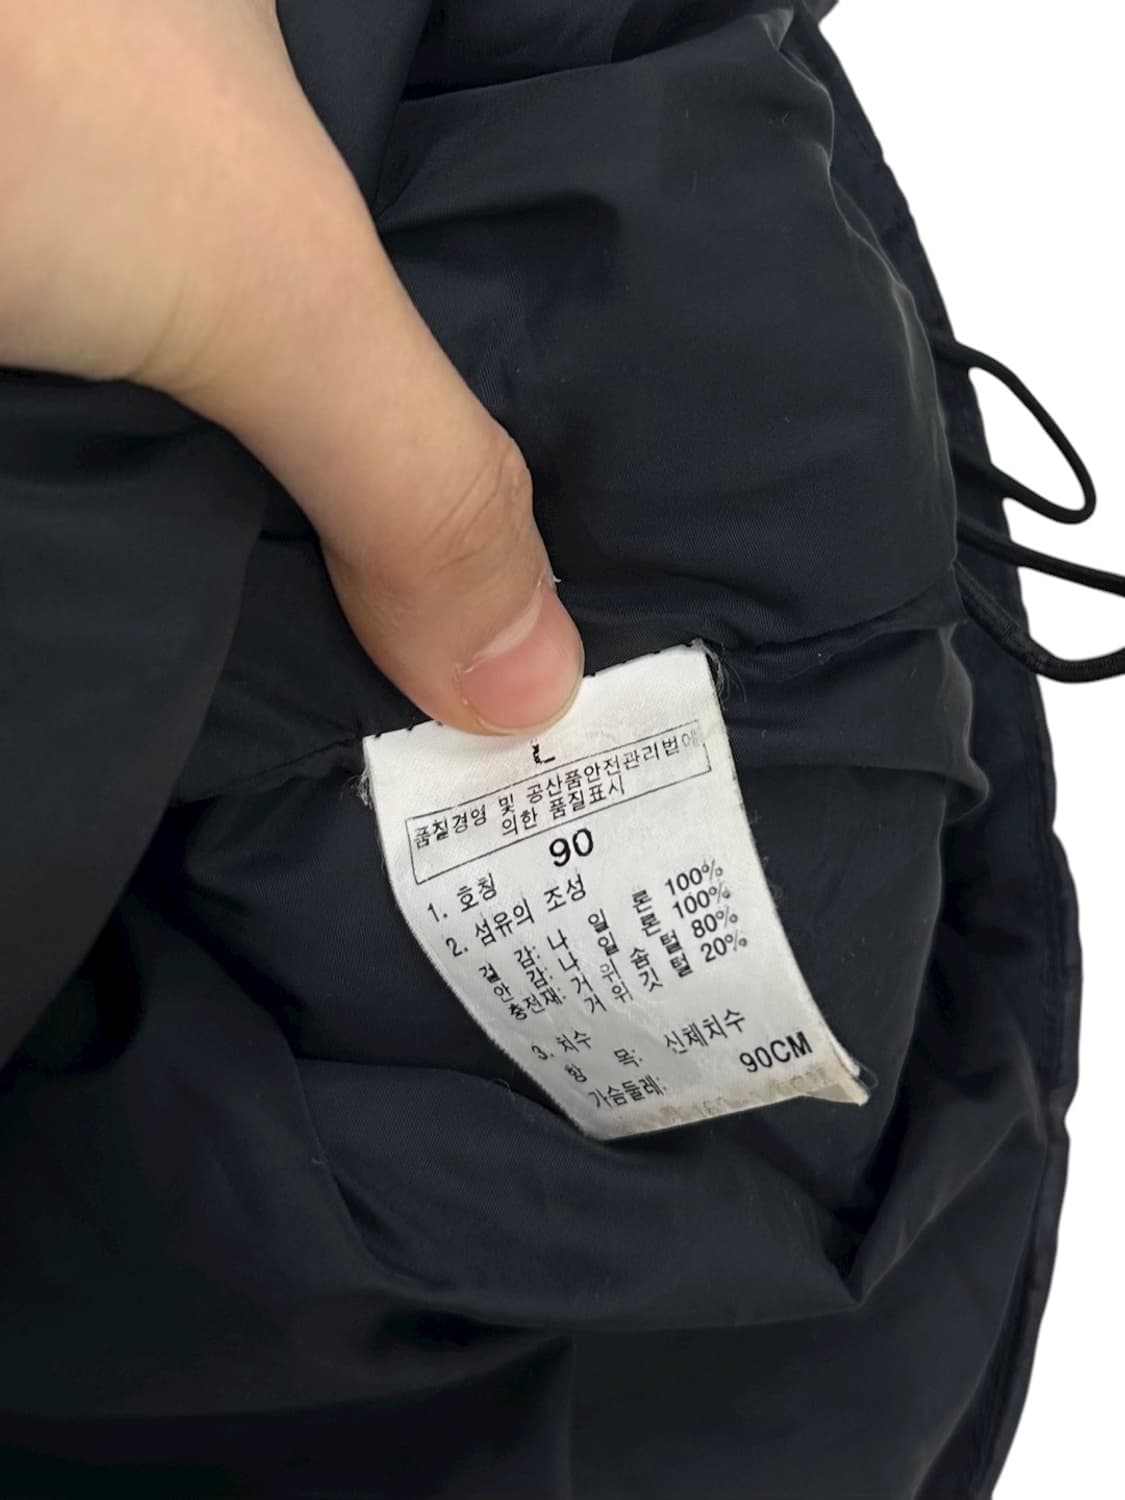 품질경영 및 공산품안전관리법에
의한 품질표시
1. 호칭 90
2. 섬유의 조성
겉 감: 나 일 론 100%
안 감: 나 일 론 100%
충전재: 거 위 솜 털 80%
거 위 깃 털 20%
3. 치수
항 목: 신체치수
가슴둘레: 90CM